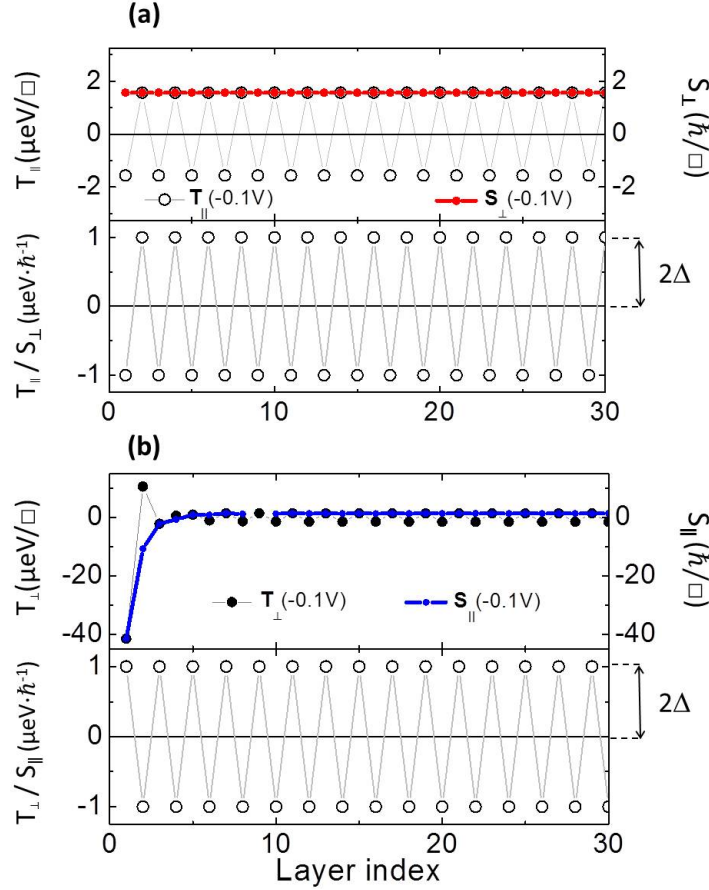 (a)
T∥ (µeV/□)
2
0
-2
T∥(-0.1V)
S⊥(-0.1V)
2
0
-2
S⊥(ℏ/□)
T∥ / S⊥ (µeV·ℏ⁻¹)
1
0
-1
2Δ
0 10 20 30
(b)
T⊥(µeV/□)
0
-20
-40
T⊥(-0.1V)
S∥(-0.1V)
0
-20
-40
S∥(ℏ/□)
T⊥ / S∥ (µeV·ℏ⁻¹)
1
0
-1
2Δ
0 10 20 30
Layer index